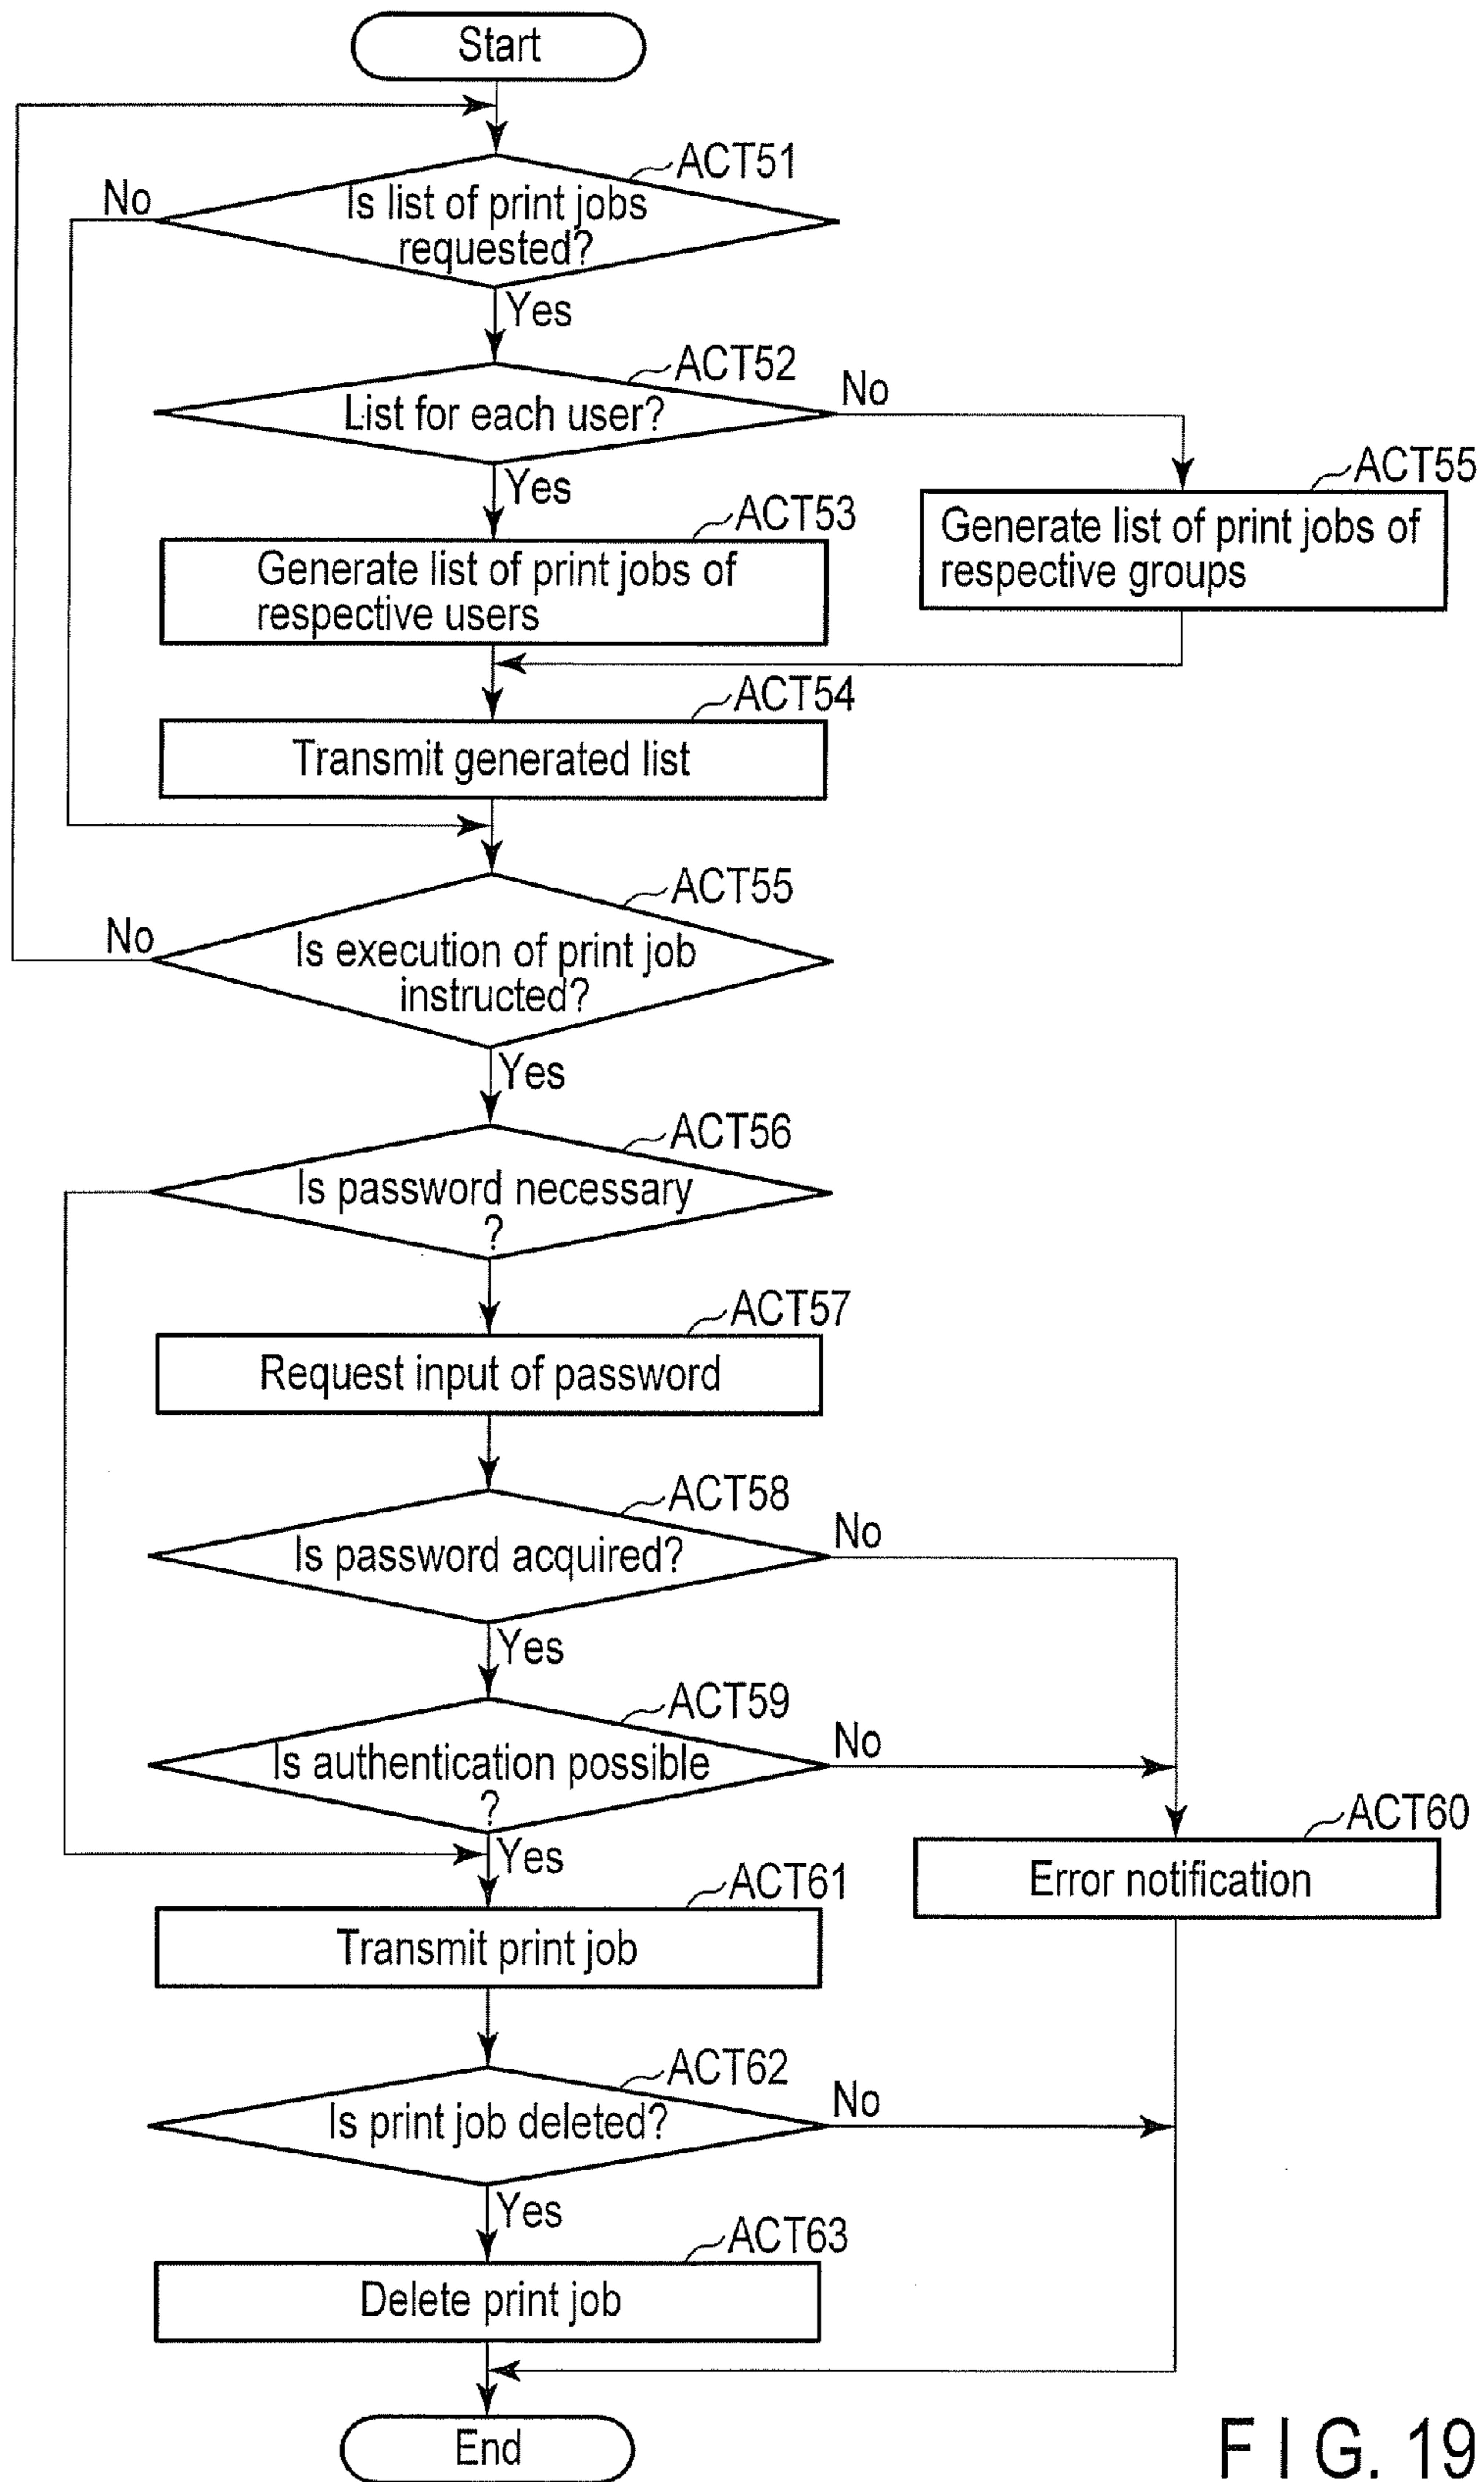 Start
ACT51
No
Is list of print jobs
requested?
Yes
ACT52
No
List for each user?
Yes
ACT55
ACT53
Generate list of print jobs of
respective groups
Generate list of print jobs of
respective users
ACT54
Transmit generated list
ACT55
No
Is execution of print job
instructed?
Yes
ACT56
Is password necessary
?
ACT57
Request input of password
ACT58
No
Is password acquired?
Yes
ACT59
No
Is authentication possible
?
Yes
ACT60
Error notification
ACT61
Transmit print job
ACT62
No
Is print job deleted?
Yes
ACT63
Delete print job
End
FIG. 19